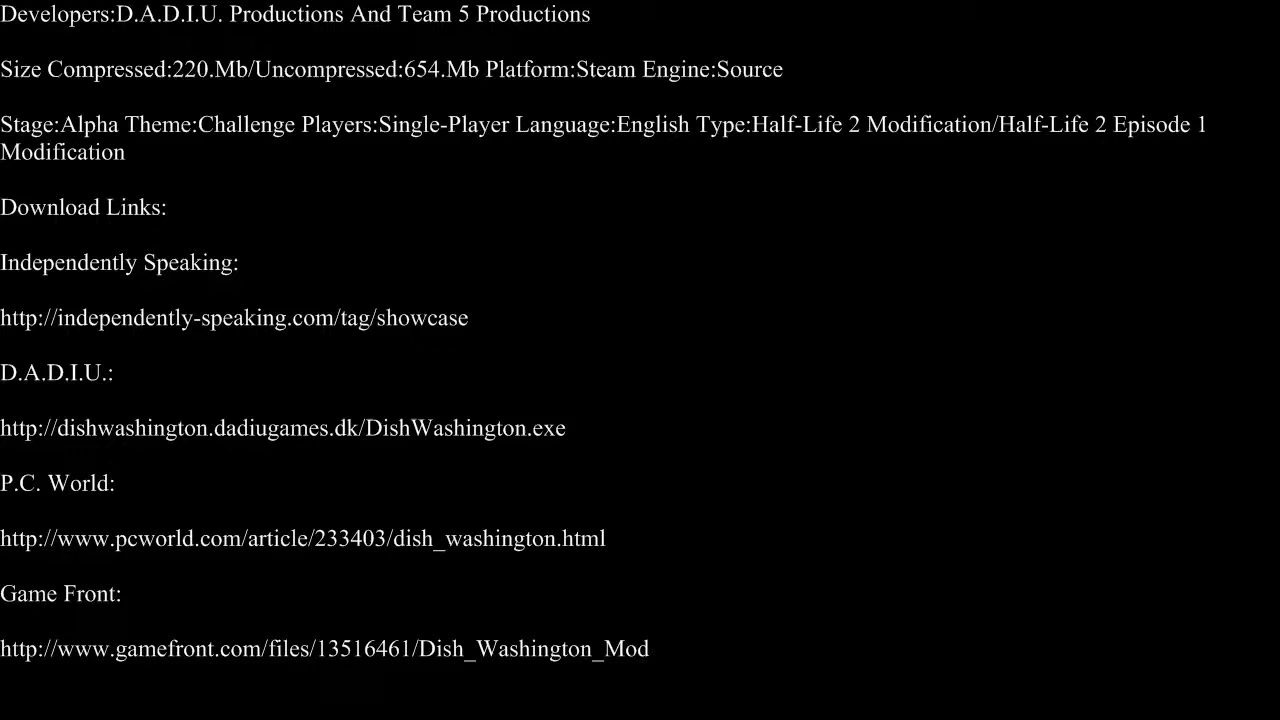 Developers:D.A.D.I.U. Productions And Team 5 Productions
Size Compressed:220.Mb/Uncompressed:654.Mb Platform:Steam Engine:Source
Stage:Alpha Theme:Challenge Players:Single-Player Language:English Type:Half-Life 2 Modification/Half-Life 2 Episode 1
Modification
Download Links:
Independently Speaking:
http://independently-speaking.com/tag/showcase
D.A.D.I.U.:
http://dishwashington.dadiugames.dk/DishWashington.exe
P.C. World:
http://www.pcworld.com/article/233403/dish_washington.html
Game Front:
http://www.gamefront.com/files/13516461/Dish_Washington_Mod